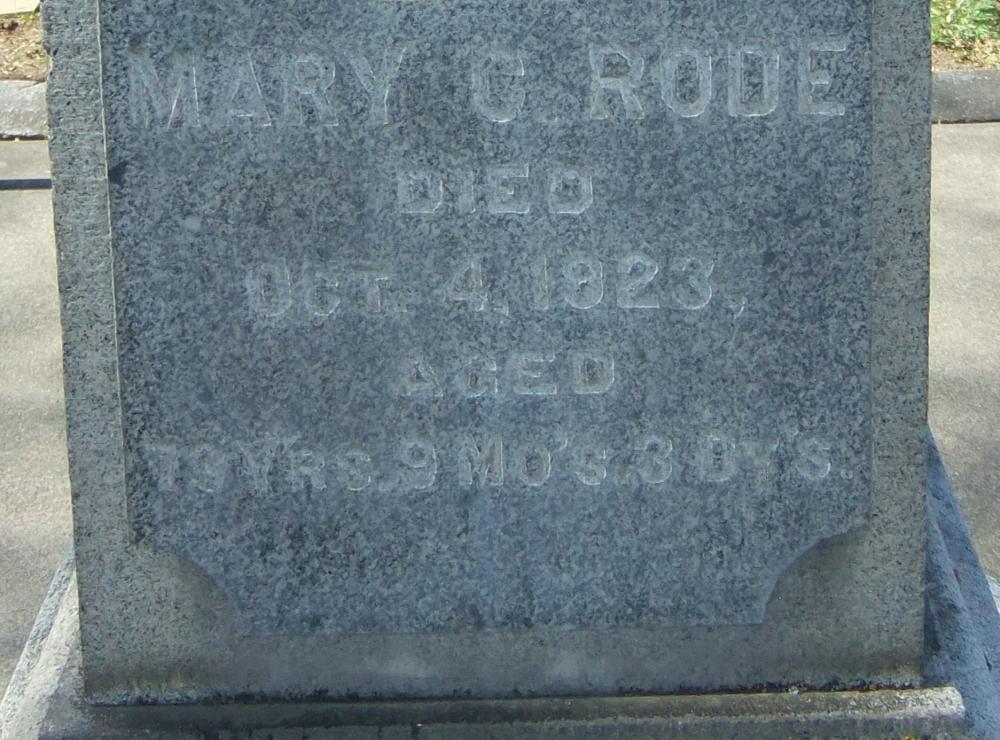 MARY C. RODE
DIED
OCT. 4, 1923,
AGED
73 YRS. 9 MO'S. 3 DY'S.